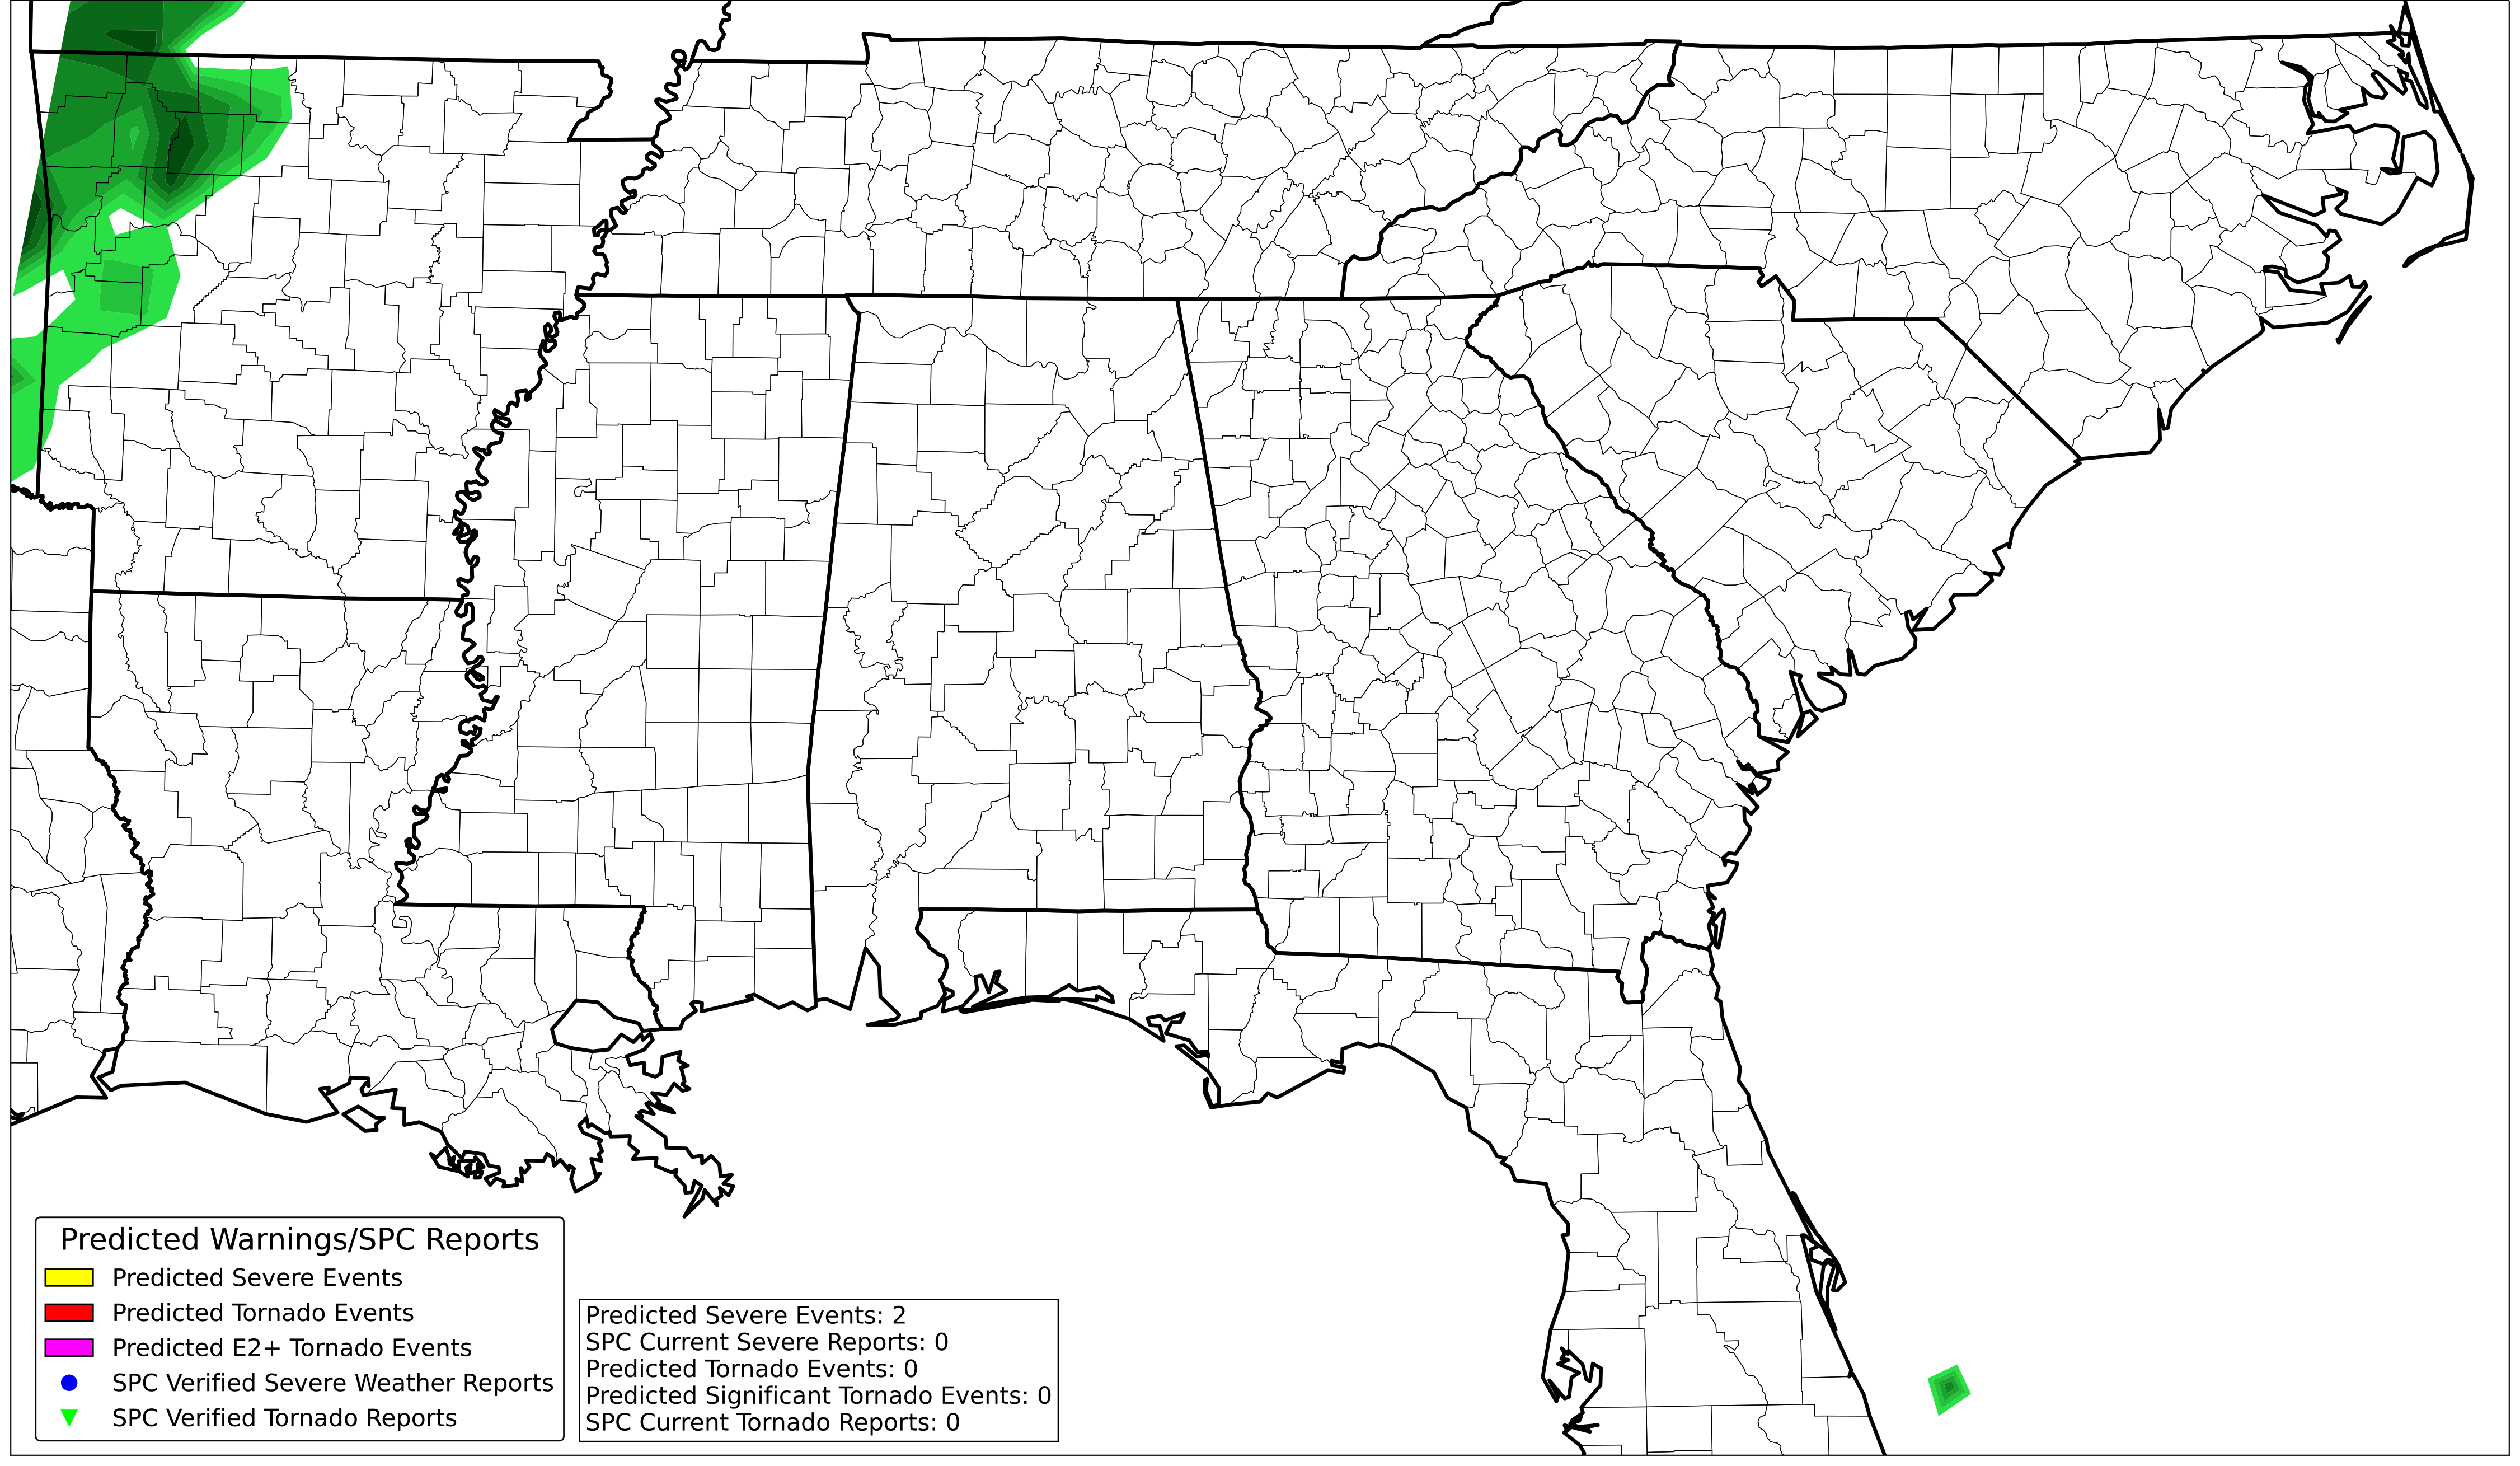 Predicted Warnings/SPC Reports
Predicted Severe Events
Predicted Tornado Events
Predicted E2+ Tornado Events
SPC Verified Severe Weather Reports
SPC Verified Tornado Reports
Predicted Severe Events: 2
SPC Current Severe Reports: 0
Predicted Tornado Events: 0
Predicted Significant Tornado Events: 0
SPC Current Tornado Reports: 0